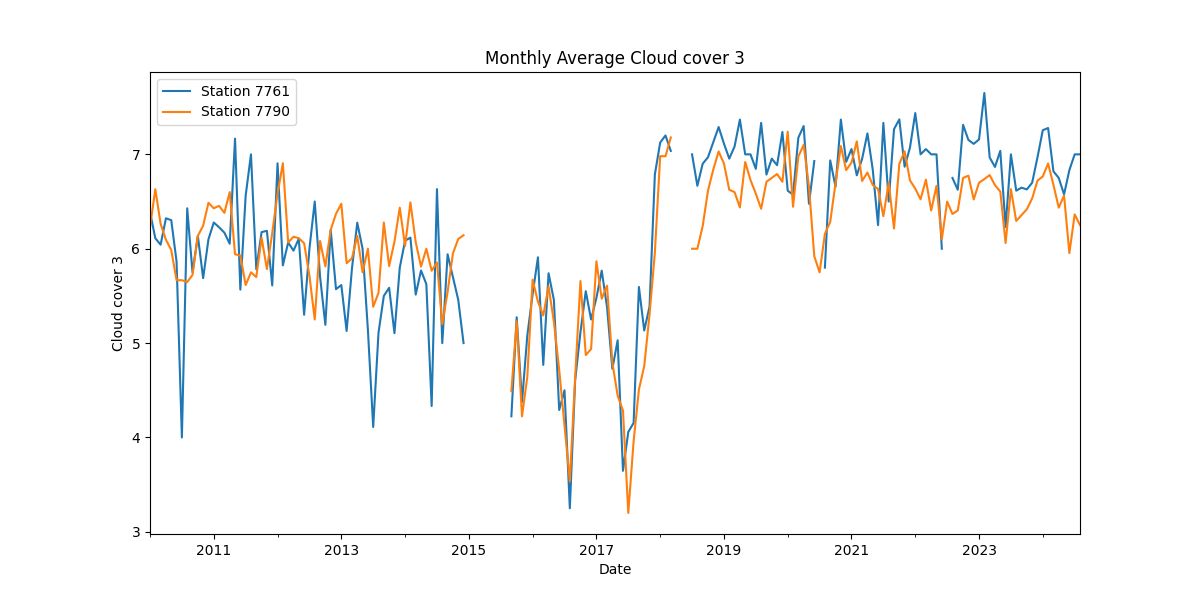 Monthly Average Cloud cover 3
Station 7761
Station 7790
Cloud cover 3
7
6
5
4
3
2011 2013 2015 2017 2019 2021 2023
Date